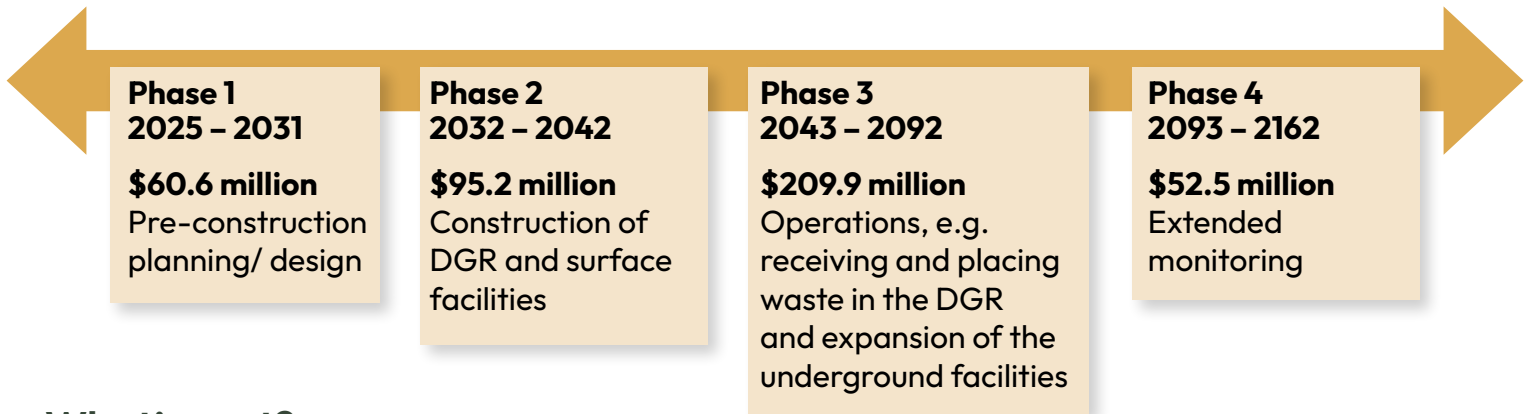 Phase 1
2025 – 2031
$60.6 million
Pre-construction
planning/ design
Phase 2
2032 – 2042
$95.2 million
Construction of
DGR and surface
facilities
Phase 3
2043 – 2092
$209.9 million
Operations, e.g.
receiving and placing
waste in the DGR
and expansion of the
underground facilities
Phase 4
2093 – 2162
$52.5 million
Extended
monitoring